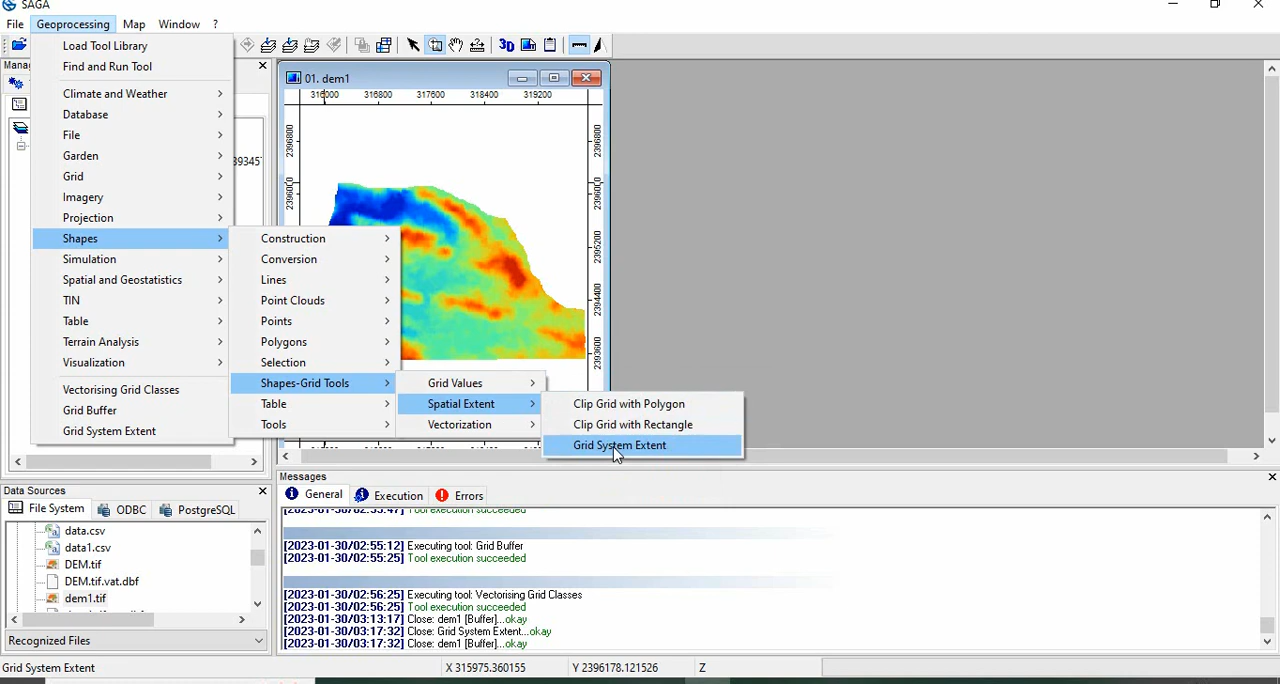 SAGA
File Geoprocessing Map Window ?
Load Tool Library
Find and Run Tool
Climate and Weather
Database
File
Garden
Grid
Imagery
Projection
Shapes
Simulation
Spatial and Geostatistics
TIN
Table
Terrain Analysis
Visualization
Vectorising Grid Classes
Grid Buffer
Grid System Extent
Construction
Conversion
Lines
Point Clouds
Points
Polygons
Selection
Shapes-Grid Tools
Table
Tools
Grid Values
Spatial Extent
Vectorization
Clip Grid with Polygon
Clip Grid with Rectangle
Grid System Extent
3D
01. dem1
316000 316800 317600 318400 319200
2396800
2396000
2396800
2396000
2395200
2394400
2393600
Data Sources
File System ODBC PostgreSQL
data.csv
data1.csv
DEM.tif
DEM.tif.vat.dbf
dem1.tif
Recognized Files
Messages
General Execution Errors
[2023-01-30/02:55:12] Executing tool: Grid Buffer
[2023-01-30/02:55:25] Tool execution succeeded
[2023-01-30/02:56:25] Executing tool: Vectorising Grid Classes
[2023-01-30/02:56:25] Tool execution succeeded
[2023-01-30/03:13:17] Close: dem1 [Buffer]...okay
[2023-01-30/03:17:32] Close: Grid System Extent...okay
[2023-01-30/03:17:32] Close: dem1 [Buffer]...okay
Grid System Extent X 315975.360155 Y 2396178.121526 Z